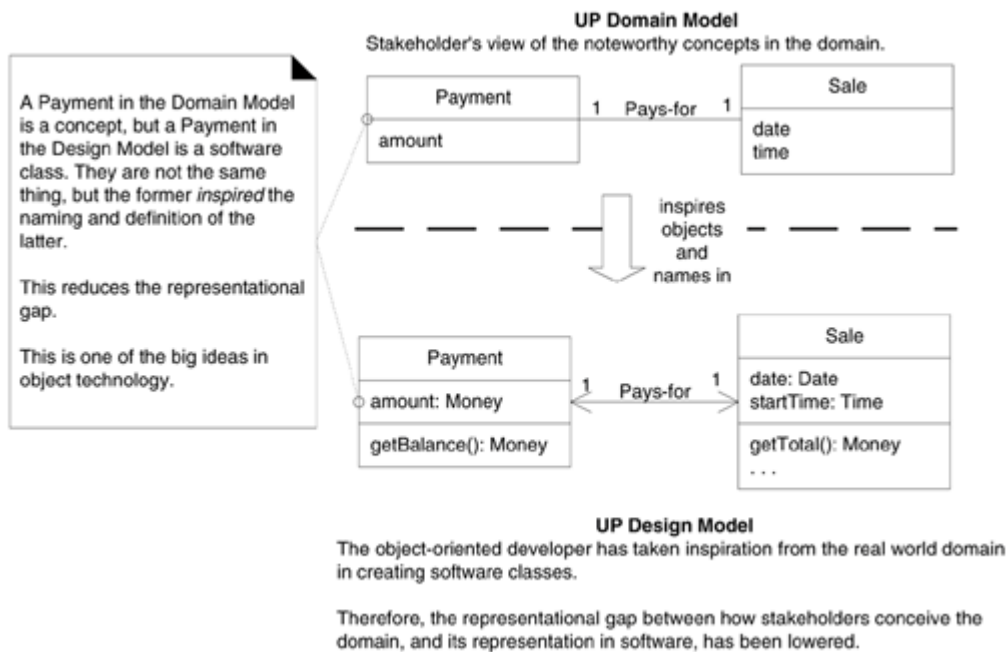 UP Domain Model
Stakeholder's view of the noteworthy concepts in the domain.
A Payment in the Domain Model
is a concept, but a Payment in
the Design Model is a software
class. They are not the same
thing, but the former inspired the
naming and definition of the
latter.
This reduces the representational
gap.
This is one of the big ideas in
object technology.
Payment
amount
1 Pays-for 1
Sale
date
time
inspires
objects
and
names in
Payment
amount: Money
getBalance(): Money
1 Pays-for 1
Sale
date: Date
startTime: Time
getTotal(): Money
. . .
UP Design Model
The object-oriented developer has taken inspiration from the real world domain
in creating software classes.
Therefore, the representational gap between how stakeholders conceive the
domain, and its representation in software, has been lowered.